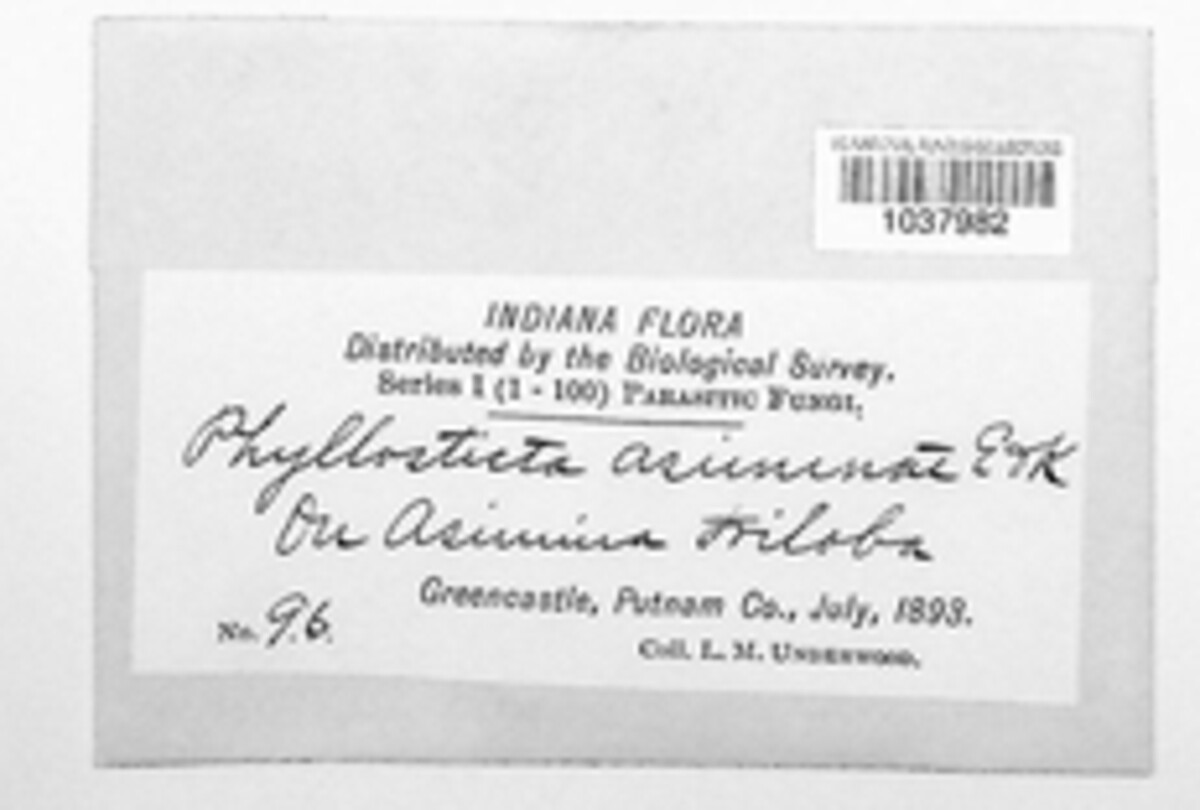 1037982
INDIANA FLORA
Distributed by the Biological Survey.
Series I (1 - 100) PARASITIC FUNGI.
Phyllosticta asiminae E & K
On Asimina triloba
Greencastle, Putnam Co., July, 1893.
No. 96.
Coll. L. M. UNDERWOOD.